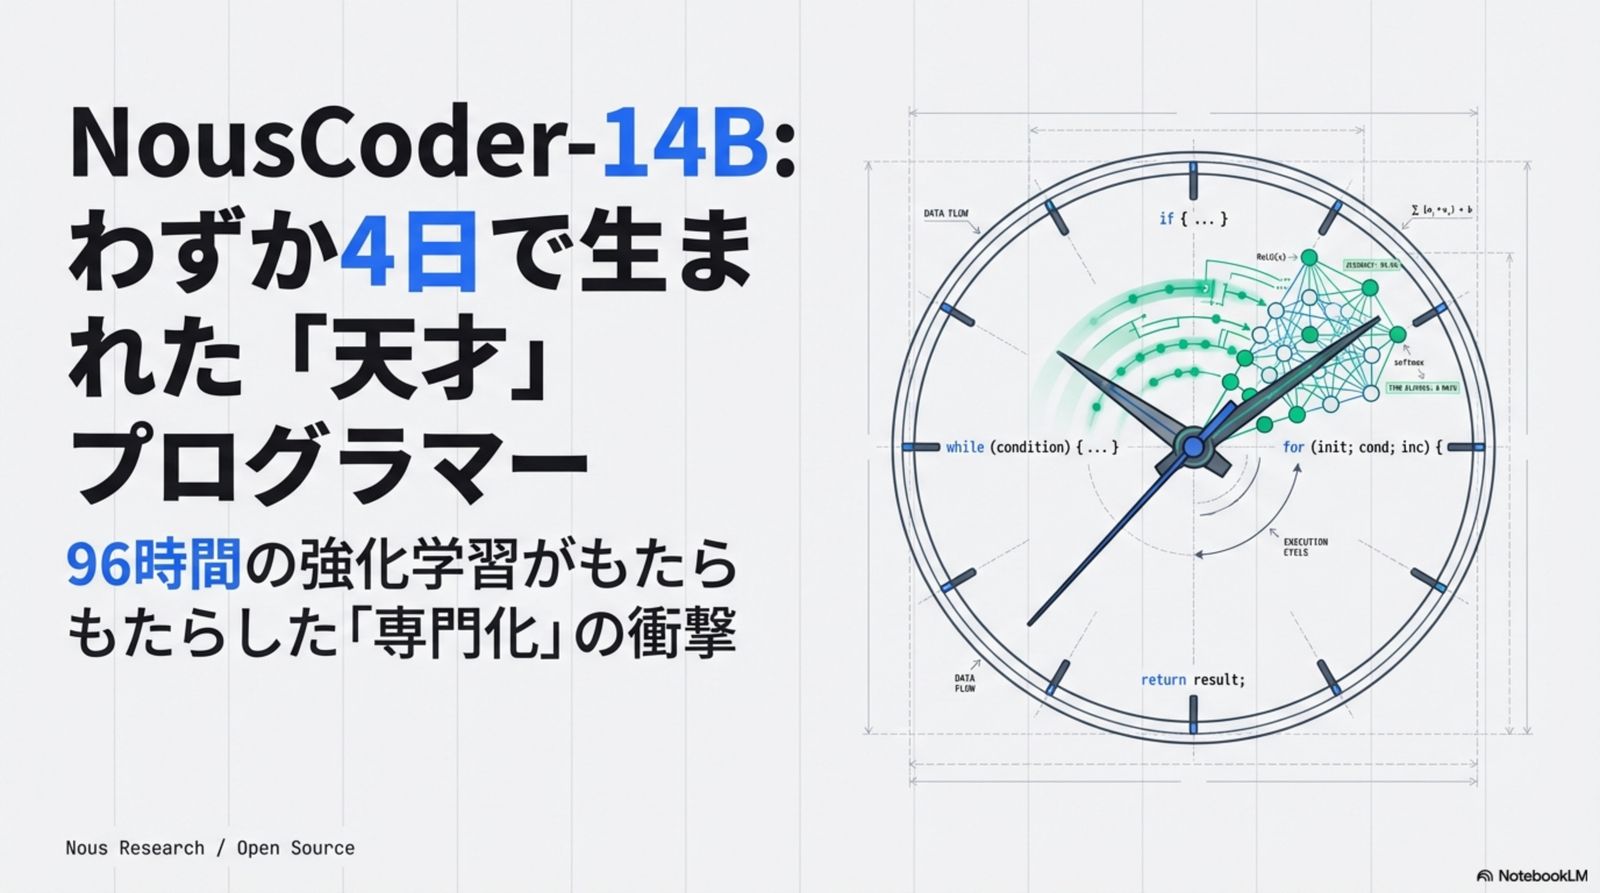 NousCoder-14B:
わずか4日で生ま
れた「天才」
プログラマー
96時間の強化学習がもたら
もたらした「専門化」の衝撃
Nous Research / Open Source
DATA FLOW
if { ... }
while (condition) { ... }
for (init; cond; inc) {
softmax
EXECUTION
CYELS
DATA
FLOW
return result;
NotebookLM